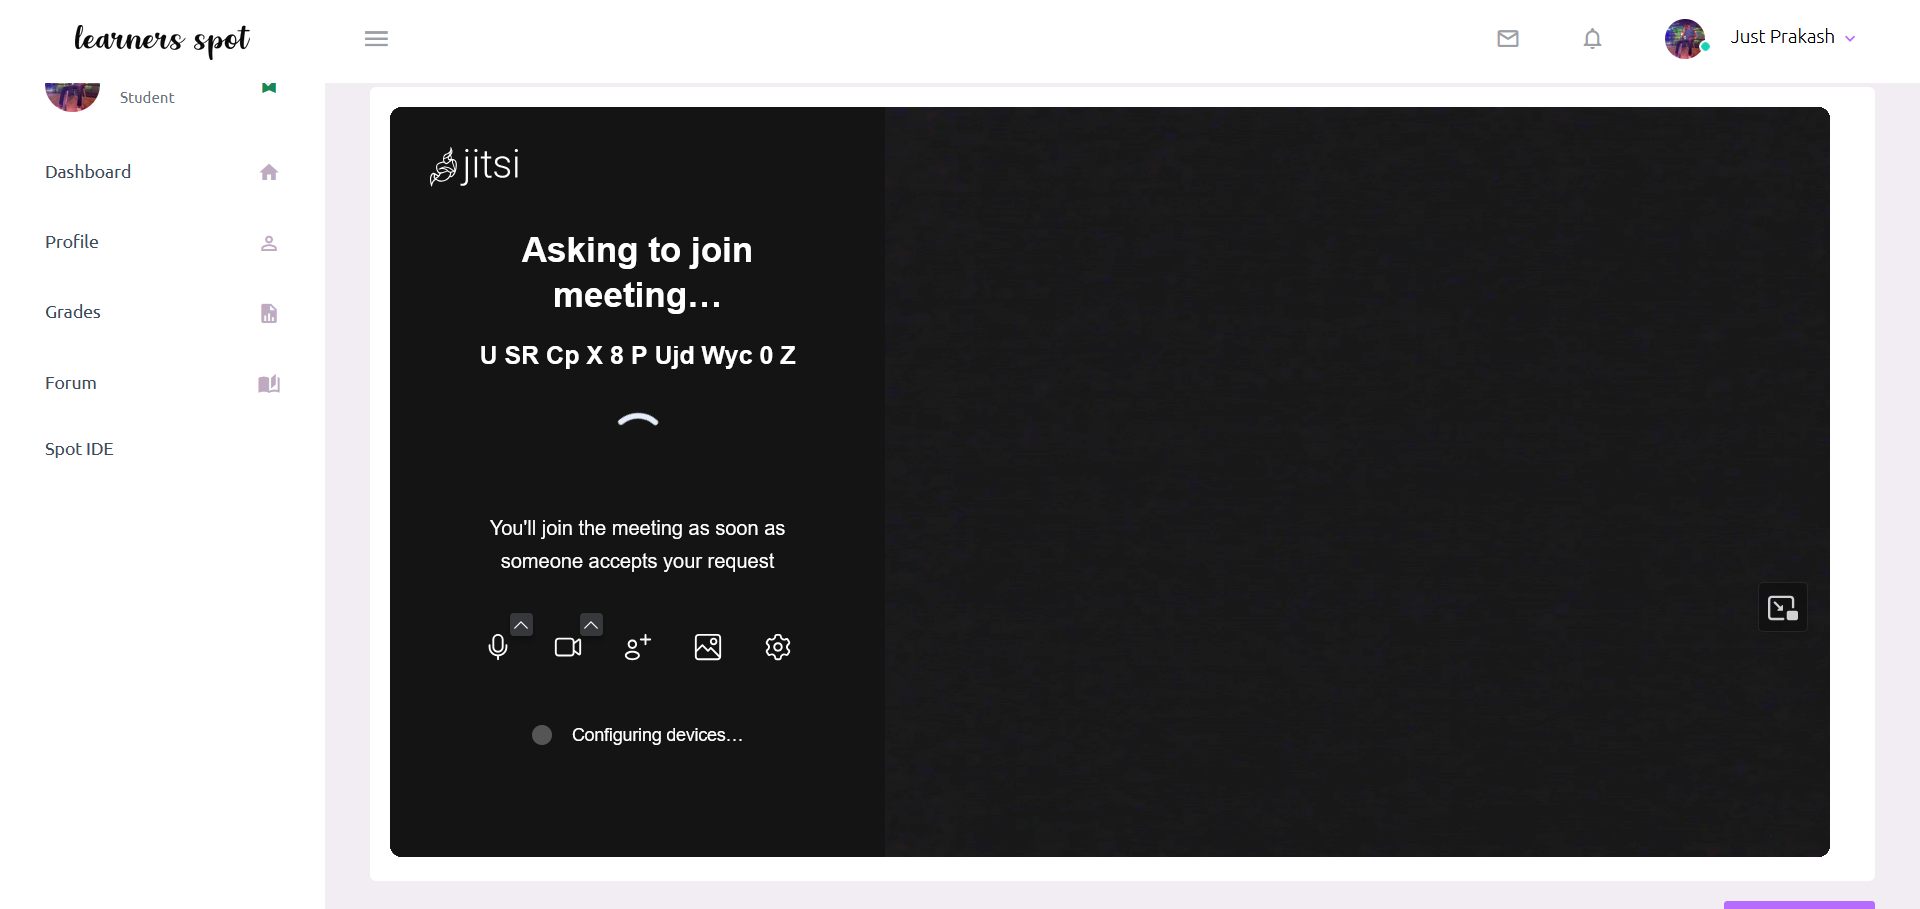 learners spot
Just Prakash
Student
Dashboard
Profile
Grades
Forum
Spot IDE
jitsi
Asking to join
meeting...
U SR Cp X 8 P Ujd Wyc 0 Z
You'll join the meeting as soon as
someone accepts your request
Configuring devices...